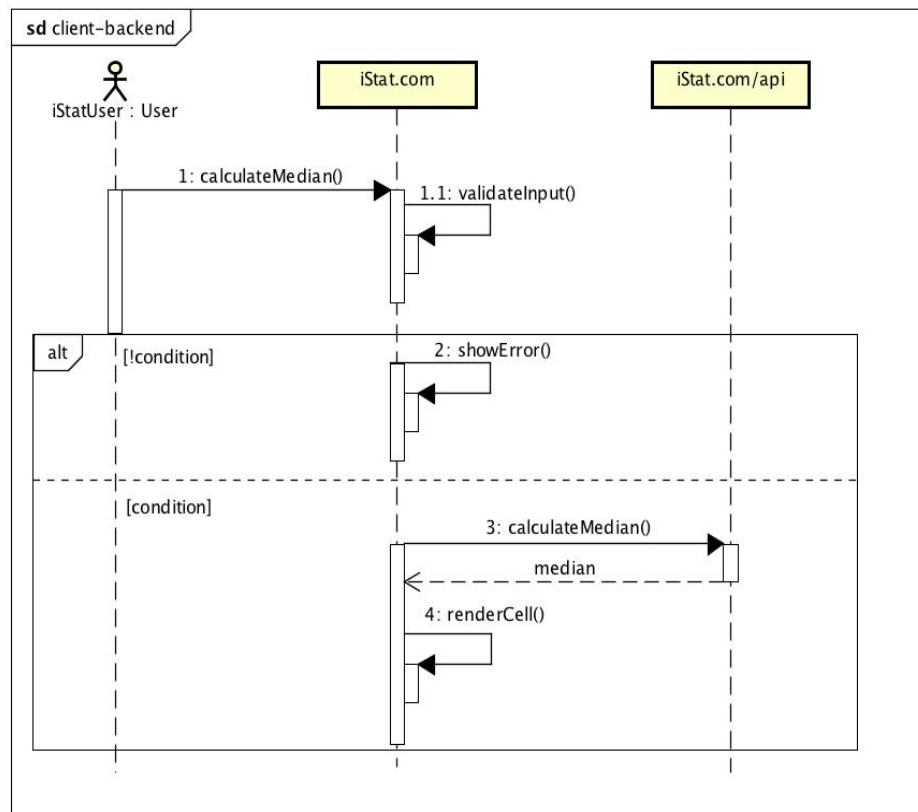 sd client-backend
iStatUser : User
iStat.com
iStat.com/api
1: calculateMedian()
1.1: validateInput()
alt
[!condition]
2: showError()
[condition]
3: calculateMedian()
median
4: renderCell()